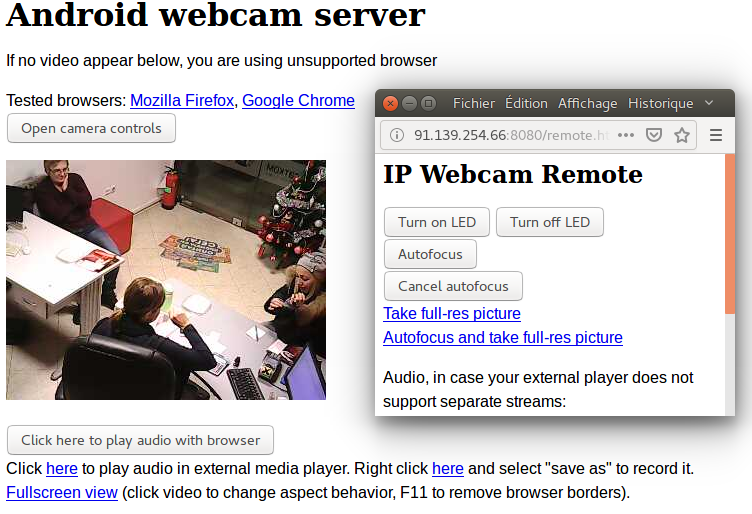 Android webcam server
If no video appear below, you are using unsupported browser
Tested browsers: Mozilla Firefox, Google Chrome
Open camera controls
Fichier Édition Affichage Historique
91.139.254.66:8080/remote.h
IP Webcam Remote
Turn on LED Turn off LED
Autofocus
Cancel autofocus
Take full-res picture
Autofocus and take full-res picture
Audio, in case your external player does not
support separate streams:
Click here to play audio with browser
Click here to play audio in external media player. Right click here and select "save as" to record it.
Fullscreen view (click video to change aspect behavior, F11 to remove browser borders).